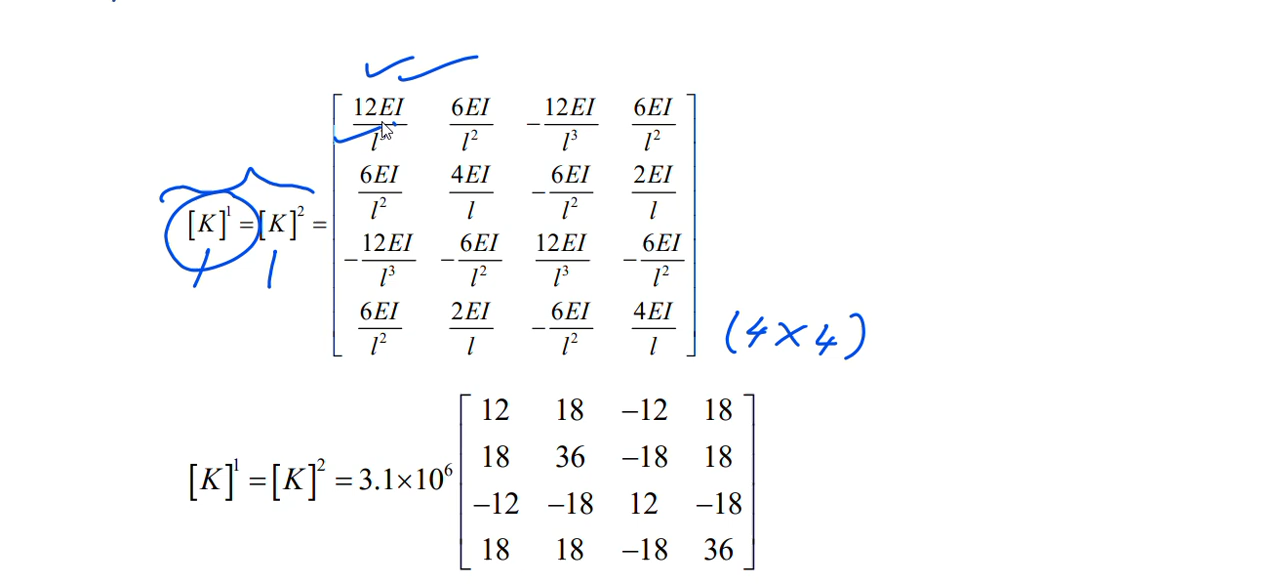 [K]¹ = [K]² =
12EI/l³ 6EI/l² −12EI/l³ 6EI/l²
6EI/l² 4EI/l −6EI/l² 2EI/l
−12EI/l³ −6EI/l² 12EI/l³ −6EI/l²
6EI/l² 2EI/l −6EI/l² 4EI/l
(4×4)
[K]¹ = [K]² = 3.1×10⁶
12 18 −12 18
18 36 −18 18
−12 −18 12 −18
18 18 −18 36